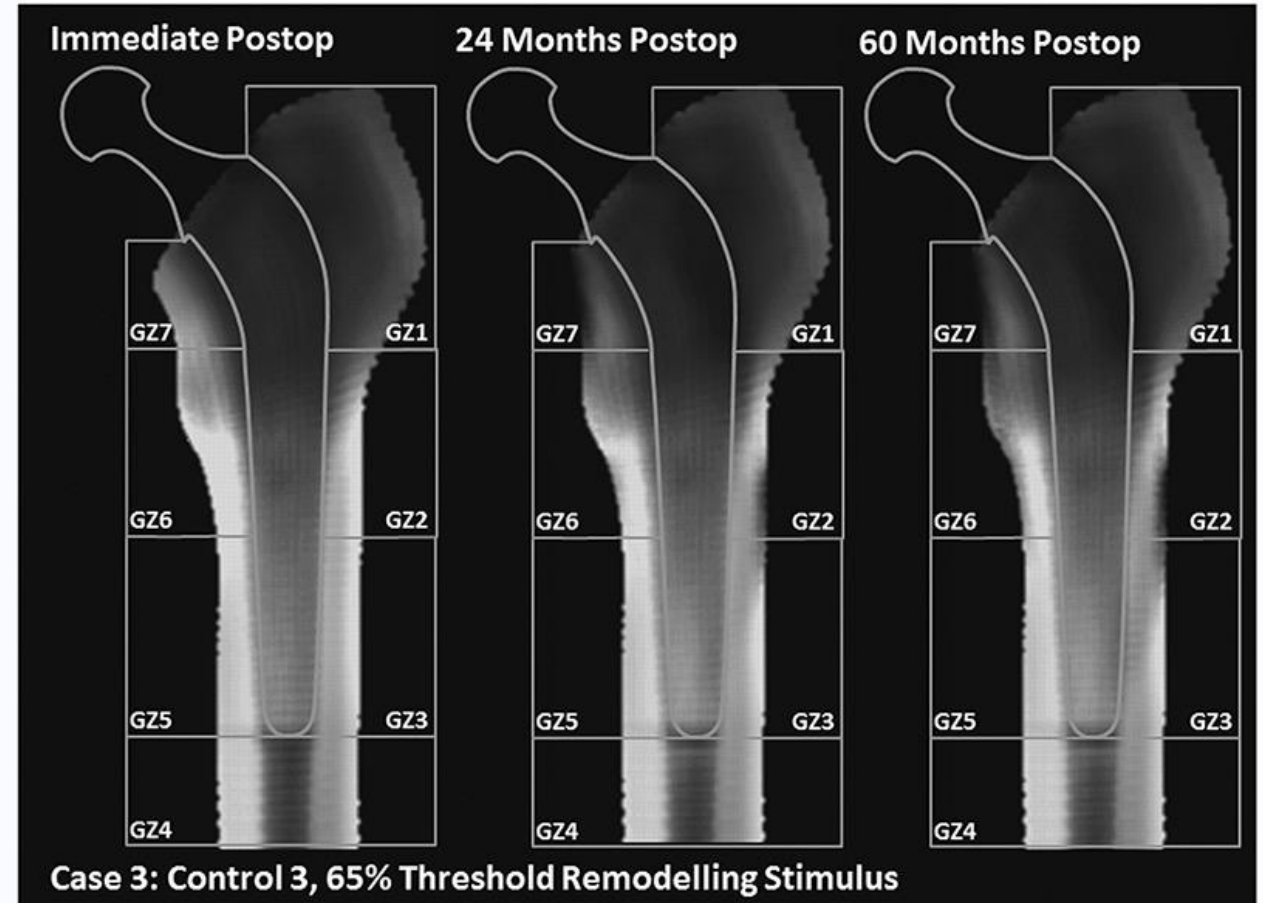 Immediate Postop 24 Months Postop 60 Months Postop
GZ7 GZ1 GZ7 GZ1 GZ7 GZ1
GZ6 GZ2 GZ6 GZ2 GZ6 GZ2
GZ5 GZ3 GZ5 GZ3 GZ5 GZ3
GZ4 GZ4 GZ4
Case 3: Control 3, 65% Threshold Remodelling Stimulus